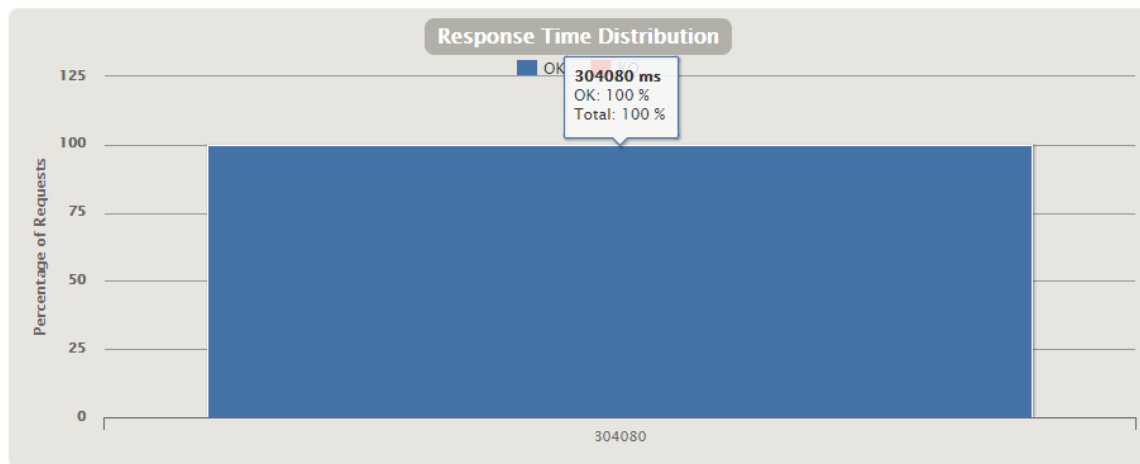 Response Time Distribution
OK
KO
304080 ms
OK: 100 %
Total: 100 %
125
100
75
50
25
0
Percentage of Requests
304080